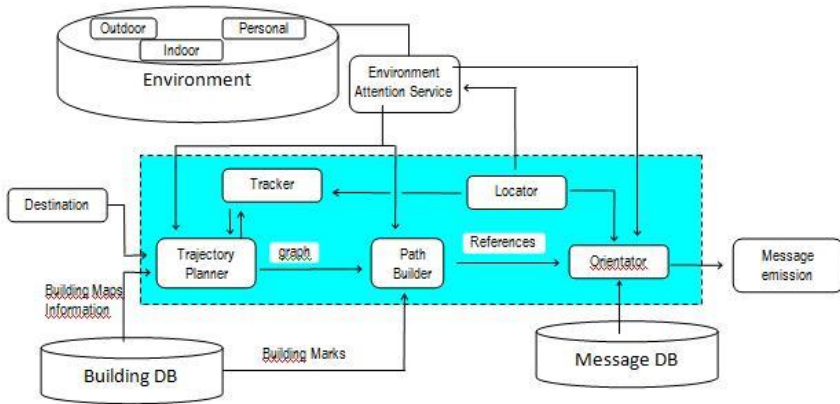 Outdoor
Personal
Indoor
Environment
Environment
Attention Service
Tracker
Locator
Destination
Trajectory
Planner
graph
Path
Builder
References
Orientator
Message
emission
Building Maps
Information
Building Marks
Building DB
Message DB